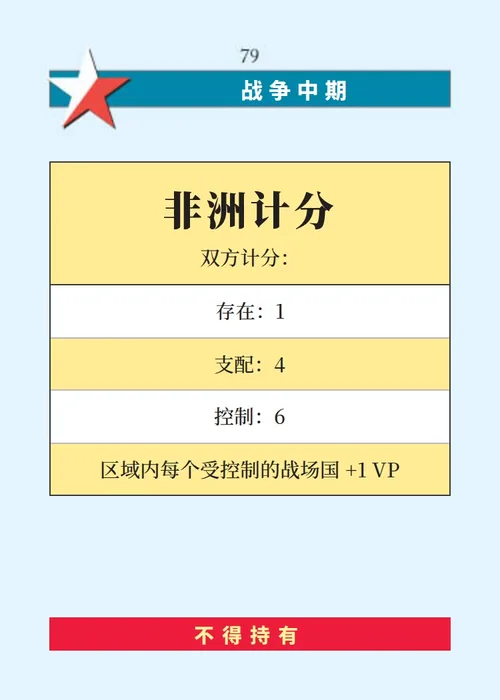 79
战争中期
非洲计分
双方计分：
存在：1
支配：4
控制：6
区域内每个受控制的战场国 +1 VP
不得持有